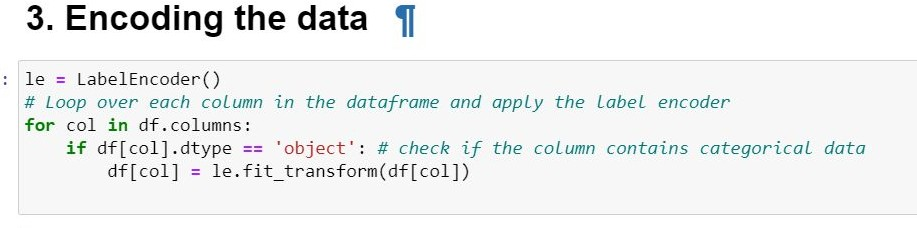 3. Encoding the data ¶
: le = LabelEncoder()
# Loop over each column in the dataframe and apply the label encoder
for col in df.columns:
    if df[col].dtype == 'object': # check if the column contains categorical data
        df[col] = le.fit_transform(df[col])